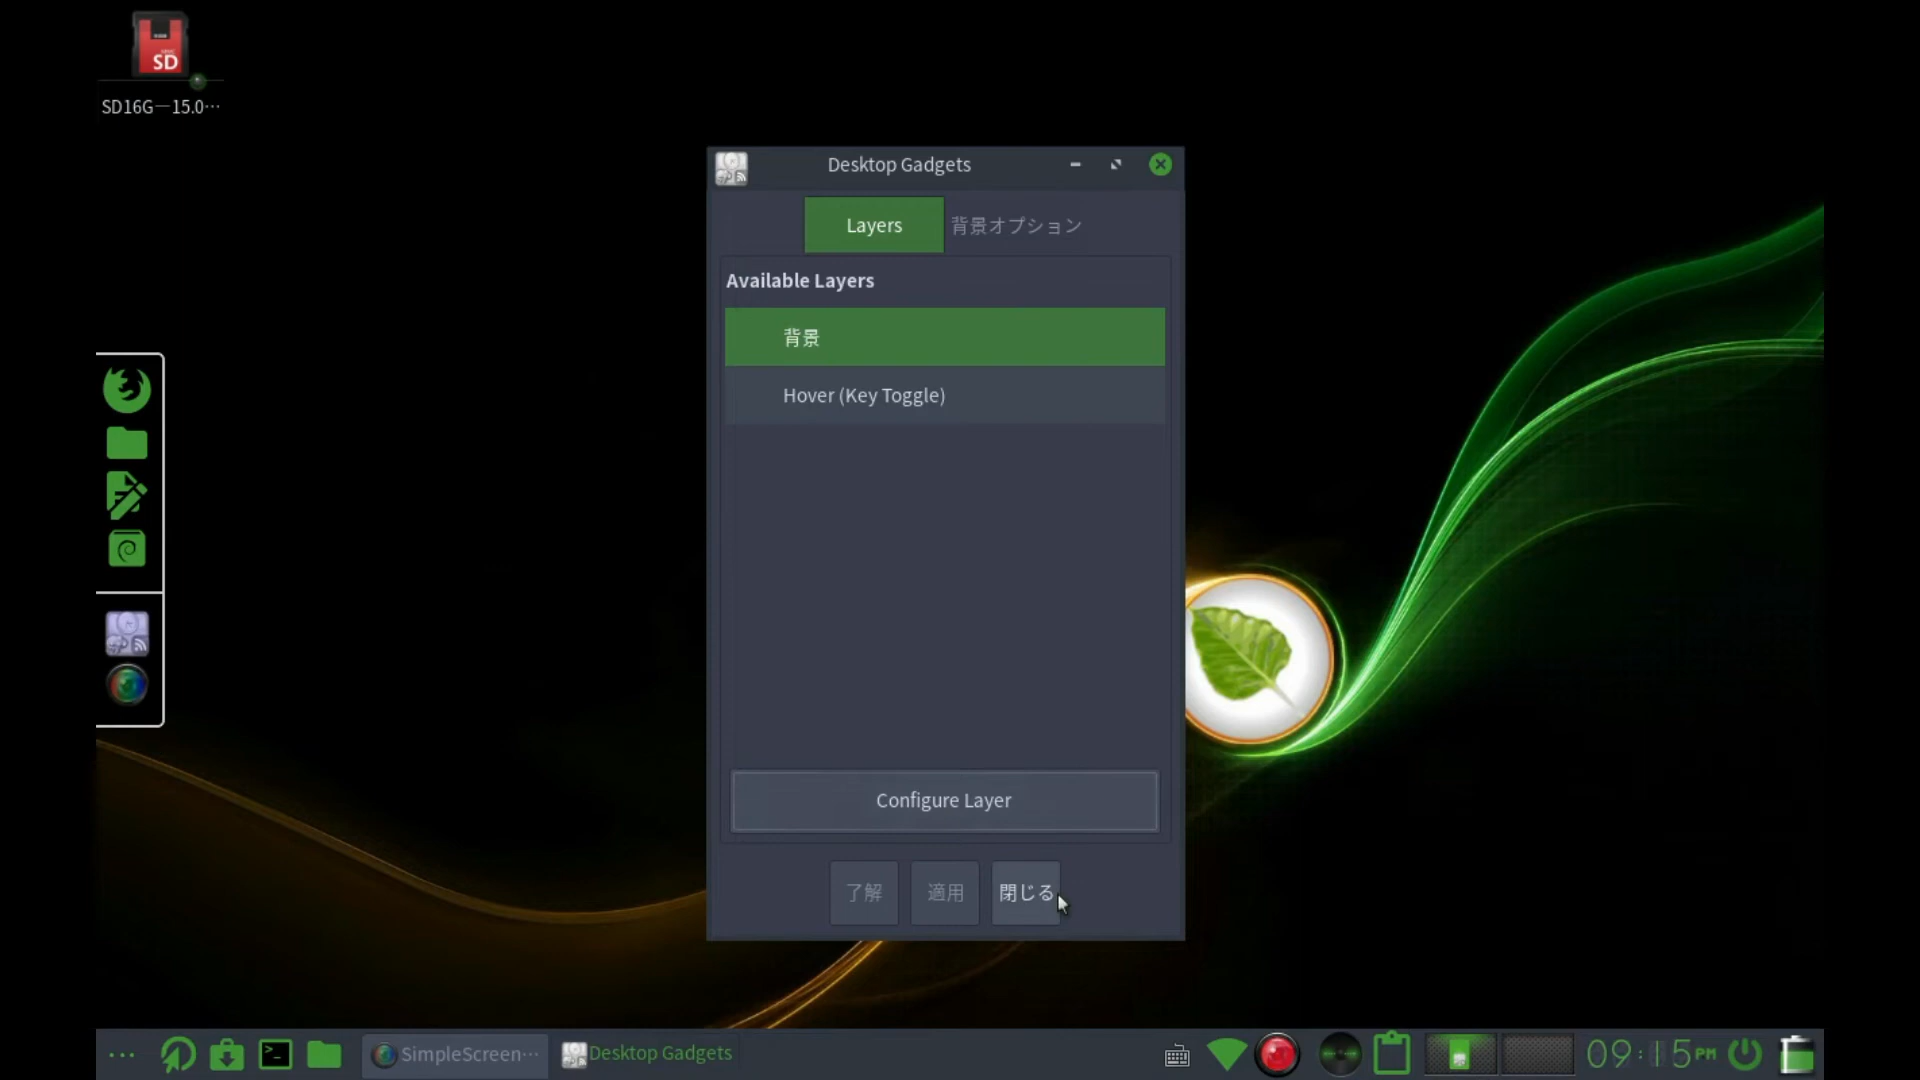 SD
SD16G—15.0…
Desktop Gadgets
Layers
背景オプション
Available Layers
背景
Hover (Key Toggle)
Configure Layer
了解
適用
閉じる
SimpleScreen…
Desktop Gadgets
09:15PM